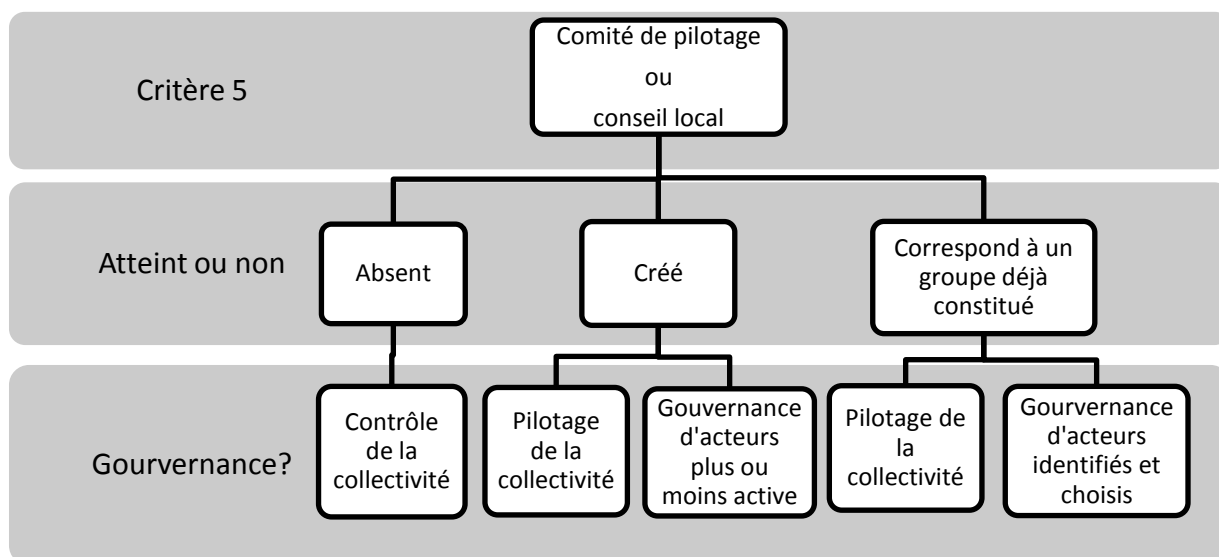 Critère 5
Comité de pilotage
ou
conseil local
Atteint ou non
Absent
Créé
Correspond à un
groupe déjà
constitué
Gourvernance?
Contrôle
de la
collectivité
Pilotage
de la
collectivité
Gouvernance
d'acteurs
plus ou
moins active
Pilotage de
la
collectivité
Gourvernance
d'acteurs
identifiés et
choisis